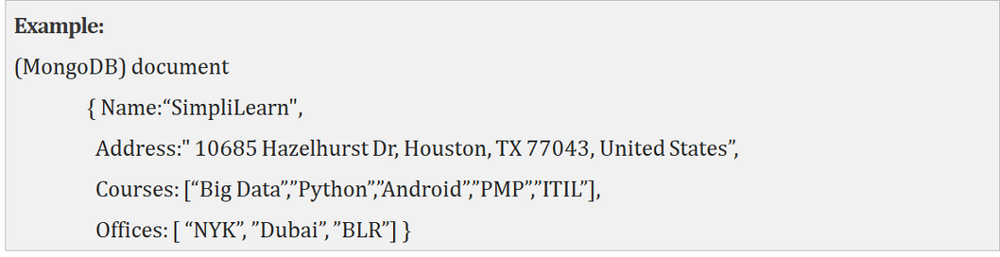 Example:
(MongoDB) document
{ Name:“SimpliLearn",
Address:" 10685 Hazelhurst Dr, Houston, TX 77043, United States”,
Courses: [“Big Data”,”Python”,”Android”,”PMP”,”ITIL”],
Offices: [ “NYK”, ”Dubai”, ”BLR”] }